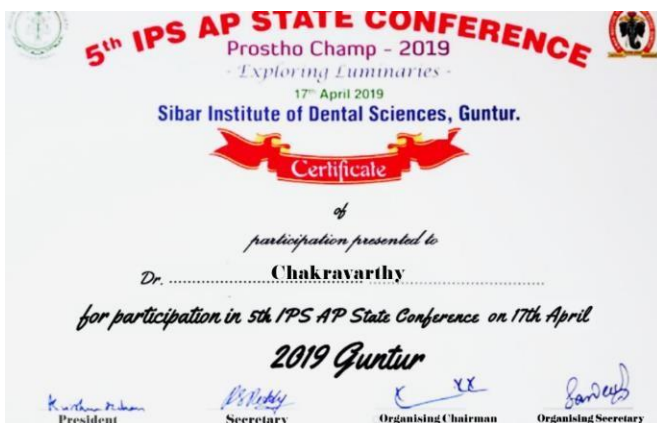 5th IPS AP STATE CONFERENCE
Prostho Champ - 2019
- Exploring Luminaries -
17th April 2019
Sibar Institute of Dental Sciences, Guntur.
Certificate
of
participation presented to
Dr. Chakravarthy
for participation in 5th IPS AP State Conference on 17th April
2019 Guntur
President Secretary Organising Chairman Organising Secretary